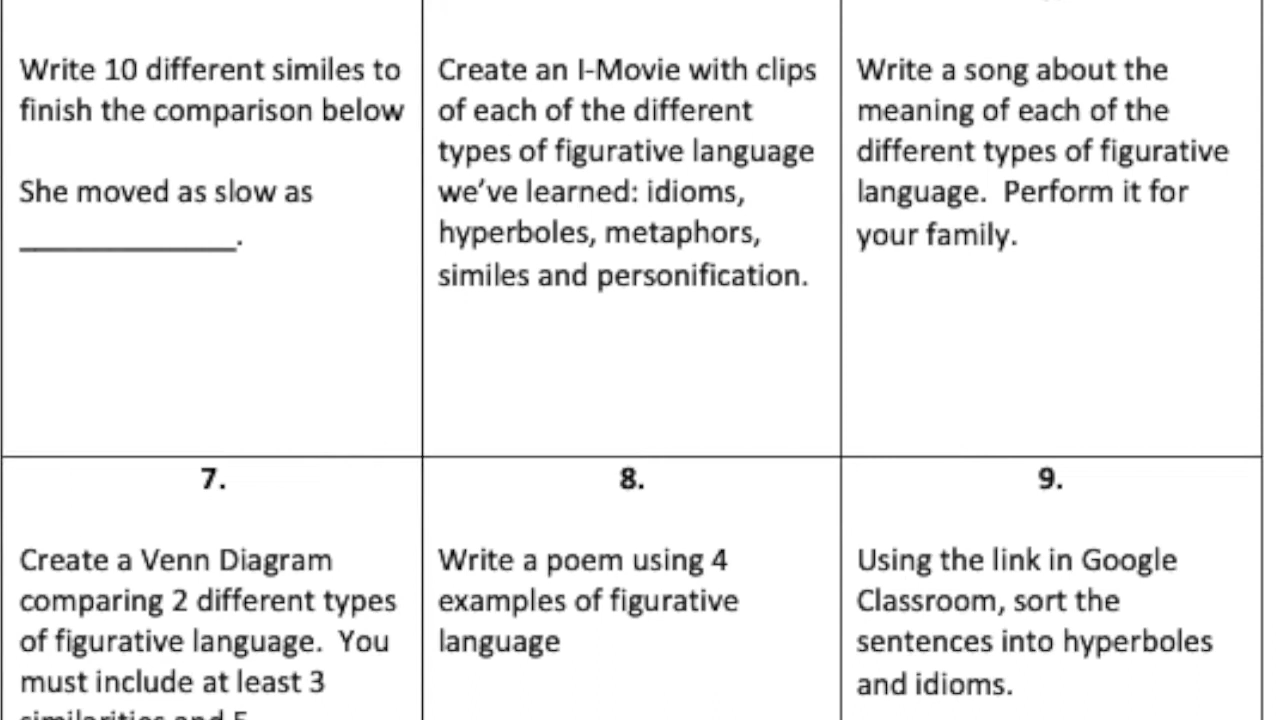 Write 10 different similes to
finish the comparison below
She moved as slow as
______________.
Create an I-Movie with clips
of each of the different
types of figurative language
we've learned: idioms,
hyperboles, metaphors,
similes and personification.
Write a song about the
meaning of each of the
different types of figurative
language.  Perform it for
your family.
7.
Create a Venn Diagram
comparing 2 different types
of figurative language.  You
must include at least 3
similarities and 5
8.
Write a poem using 4
examples of figurative
language
9.
Using the link in Google
Classroom, sort the
sentences into hyperboles
and idioms.